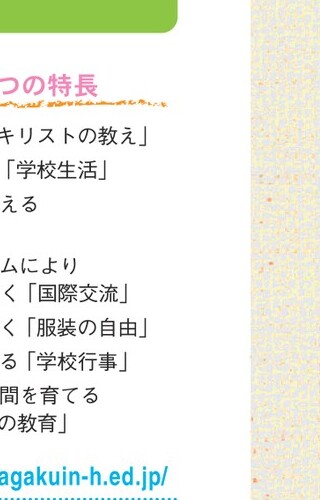 つの特長
キリストの教え」
「学校生活」
える
ムにより
く「国際交流」
く「服装の自由」
る「学校行事」
間を育てる
の教育」
agakuin-h.ed.jp/